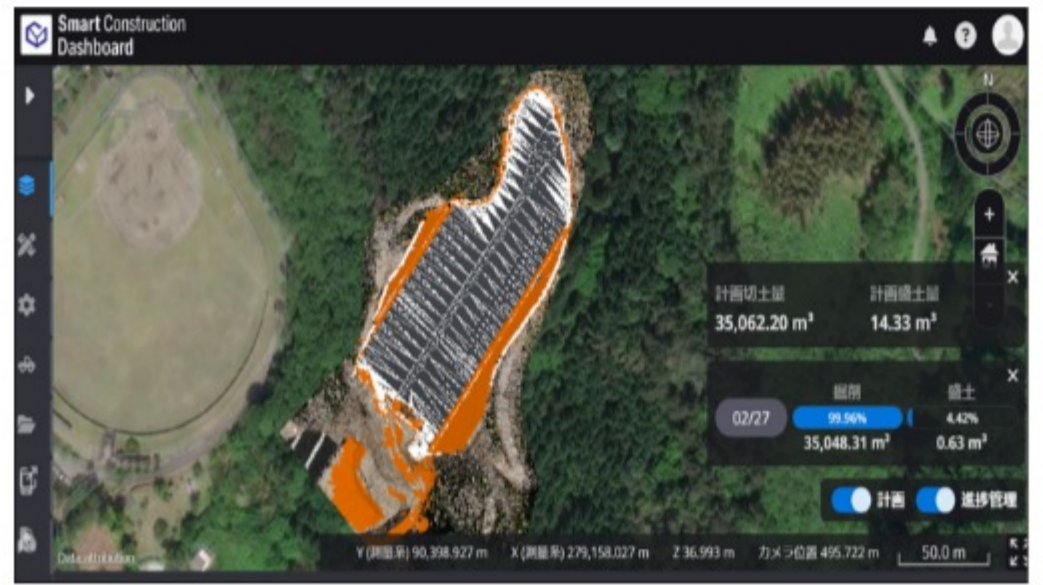 Smart Construction
Dashboard
?
N
+
計画切土量 計画盛土量
35,062.20 m³ 14.33 m³
掘削 盛土
02/27 99.96% 4.42%
35,048.31 m³ 0.63 m³
計画 進捗管理
Data attribution
Y (測量系) 90,398.927 m X (測量系) 279,158.027 m Z 36.993 m カメラ位置 495.722 m 50.0 m